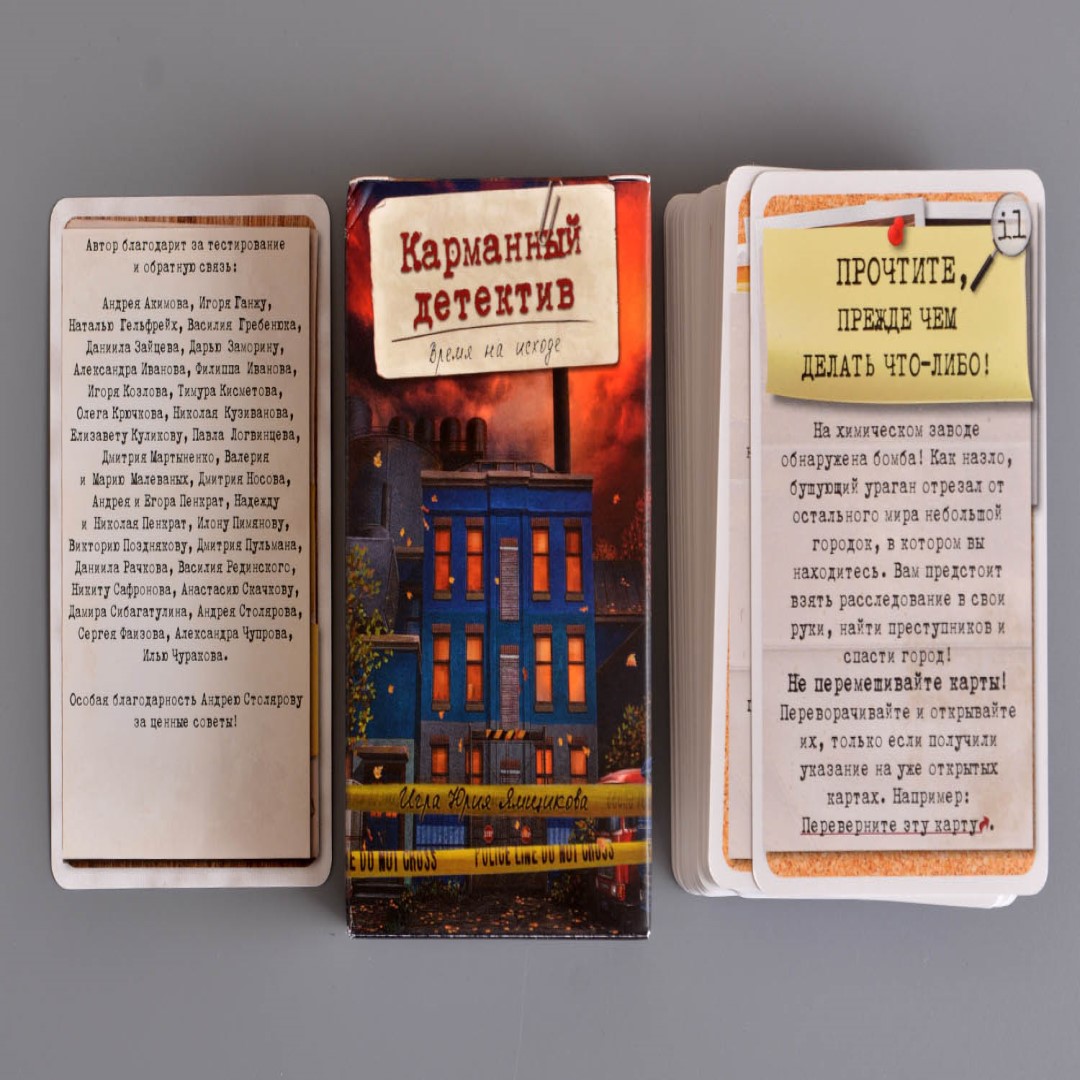 Автор благодарит за тестирование
и обратную связь:
Андрея Акимова, Игоря Ганжу,
Наталью Гельфрейх, Василия Гребенюка,
Даниила Зайцева, Дарью Заморину,
Александра Иванова, Филиппа Иванова,
Игоря Козлова, Тимура Кисметова,
Олега Крючкова, Николая Кузиванова,
Елизавету Куликову, Павла Логвинцева,
Дмитрия Мартыненко, Валерия
и Марию Малеваных, Дмитрия Носова,
Андрея и Егора Пенкрат, Надежду
и Николая Пенкрат, Илону Пимянову,
Викторию Позднякову, Дмитрия Пульмана,
Даниила Рачкова, Василия Рединского,
Никиту Сафронова, Анастасию Скачкову,
Дамира Сибагатулина, Андрея Столярова,
Сергея Фаизова, Александра Чупрова,
Илью Чуракова.
Особая благодарность Андрею Столярову
за ценные советы!
Карманный
детектив
Время на исходе
Игра Юрия Ямщикова
E DO NOT CROSS POLICE LINE DO NOT CROSS
i.1
ПРОЧТИТЕ,
ПРЕЖДЕ ЧЕМ
ДЕЛАТЬ ЧТО-ЛИБО!
На химическом заводе
обнаружена бомба! Как назло,
бушующий ураган отрезал от
остального мира небольшой
городок, в котором вы
находитесь. Вам предстоит
взять расследование в свои
руки, найти преступников и
спасти город!
Не перемешивайте карты!
Переворачивайте и открывайте
их, только если получили
указание на уже открытых
картах. Например:
Переверните эту карту.